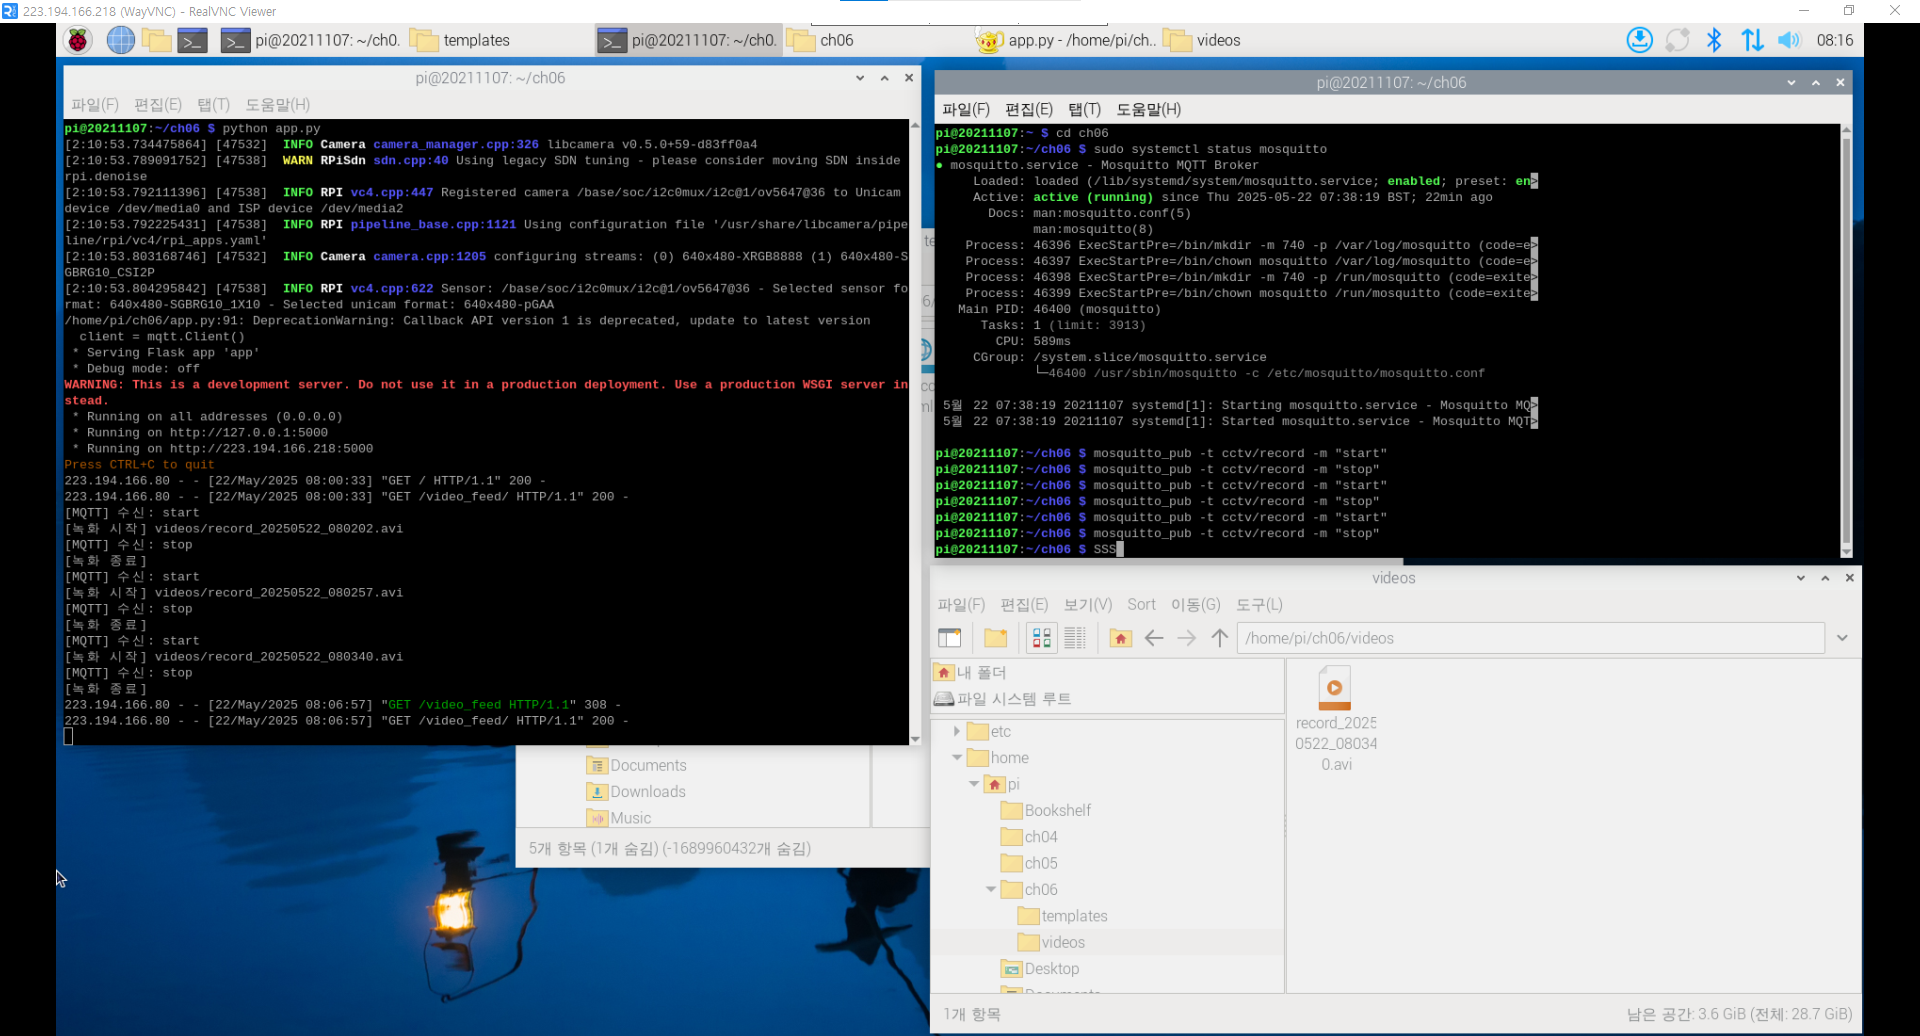 223.194.166.218 (WayVNC) - RealVNC Viewer
pi@20211107: ~/ch0.
templates
pi@20211107: ~/ch0.
ch06
app.py - /home/pi/ch..
videos
08:16
pi@20211107: ~/ch06
파일(F) 편집(E) 탭(T) 도움말(H)
pi@20211107:~/ch06 $ python app.py
[2:10:53.734475864] [47532] INFO Camera camera_manager.cpp:326 libcamera v0.5.0+59-d83ff0a4
[2:10:53.789091752] [47538] WARN RPiSdn sdn.cpp:40 Using legacy SDN tuning - please consider moving SDN inside
rpi.denoise
[2:10:53.792111396] [47538] INFO RPI vc4.cpp:447 Registered camera /base/soc/i2c0mux/i2c@1/ov5647@36 to Unicam
device /dev/media0 and ISP device /dev/media2
[2:10:53.792225431] [47538] INFO RPI pipeline_base.cpp:1121 Using configuration file '/usr/share/libcamera/pipe
line/rpi/vc4/rpi_apps.yaml'
[2:10:53.803168746] [47532] INFO Camera camera.cpp:1205 configuring streams: (0) 640x480-XRGB8888 (1) 640x480-S
GBRG10_CSI2P
[2:10:53.804295842] [47538] INFO RPI vc4.cpp:622 Sensor: /base/soc/i2c0mux/i2c@1/ov5647@36 - Selected sensor fo
rmat: 640x480-SGBRG10_1X10 - Selected unicam format: 640x480-pGAA
/home/pi/ch06/app.py:91: DeprecationWarning: Callback API version 1 is deprecated, update to latest version
client = mqtt.Client()
* Serving Flask app 'app'
* Debug mode: off
WARNING: This is a development server. Do not use it in a production deployment. Use a production WSGI server in
stead.
* Running on all addresses (0.0.0.0)
* Running on http://127.0.0.1:5000
* Running on http://223.194.166.218:5000
Press CTRL+C to quit
223.194.166.80 - - [22/May/2025 08:00:33] "GET / HTTP/1.1" 200 -
223.194.166.80 - - [22/May/2025 08:00:33] "GET /video_feed/ HTTP/1.1" 200 -
[MQTT] 수신: start
[녹화 시작] videos/record_20250522_080202.avi
[MQTT] 수신: stop
[녹화 종료]
[MQTT] 수신: start
[녹화 시작] videos/record_20250522_080257.avi
[MQTT] 수신: stop
[녹화 종료]
[MQTT] 수신: start
[녹화 시작] videos/record_20250522_080340.avi
[MQTT] 수신: stop
[녹화 종료]
223.194.166.80 - - [22/May/2025 08:06:57] "GET /video_feed HTTP/1.1" 308 -
223.194.166.80 - - [22/May/2025 08:06:57] "GET /video_feed/ HTTP/1.1" 200 -
pi@20211107: ~/ch06
파일(F) 편집(E) 탭(T) 도움말(H)
pi@20211107:~ $ cd ch06
pi@20211107:~/ch06 $ sudo systemctl status mosquitto
● mosquitto.service - Mosquitto MQTT Broker
Loaded: loaded (/lib/systemd/system/mosquitto.service; enabled; preset: en>
Active: active (running) since Thu 2025-05-22 07:38:19 BST; 22min ago
Docs: man:mosquitto.conf(5)
man:mosquitto(8)
Process: 46396 ExecStartPre=/bin/mkdir -m 740 -p /var/log/mosquitto (code=e>
Process: 46397 ExecStartPre=/bin/chown mosquitto /var/log/mosquitto (code=e>
Process: 46398 ExecStartPre=/bin/mkdir -m 740 -p /run/mosquitto (code=exite>
Process: 46399 ExecStartPre=/bin/chown mosquitto /run/mosquitto (code=exite>
Main PID: 46400 (mosquitto)
Tasks: 1 (limit: 3913)
CPU: 589ms
CGroup: /system.slice/mosquitto.service
└─46400 /usr/sbin/mosquitto -c /etc/mosquitto/mosquitto.conf
5월 22 07:38:19 20211107 systemd[1]: Starting mosquitto.service - Mosquitto MQ>
5월 22 07:38:19 20211107 systemd[1]: Started mosquitto.service - Mosquitto MQT>
pi@20211107:~/ch06 $ mosquitto_pub -t cctv/record -m "start"
pi@20211107:~/ch06 $ mosquitto_pub -t cctv/record -m "stop"
pi@20211107:~/ch06 $ mosquitto_pub -t cctv/record -m "start"
pi@20211107:~/ch06 $ mosquitto_pub -t cctv/record -m "stop"
pi@20211107:~/ch06 $ mosquitto_pub -t cctv/record -m "start"
pi@20211107:~/ch06 $ mosquitto_pub -t cctv/record -m "stop"
pi@20211107:~/ch06 $ SSS
Documents
Downloads
Music
5개 항목 (1개 숨김) (-1689960432개 숨김)
videos
파일(F) 편집(E) 보기(V) Sort 이동(G) 도구(L)
/home/pi/ch06/videos
내 폴더
파일 시스템 루트
etc
home
pi
Bookshelf
ch04
ch05
ch06
templates
videos
Desktop
record_2025
0522_08034
0.avi
1개 항목
남은 공간: 3.6 GiB (전체: 28.7 GiB)